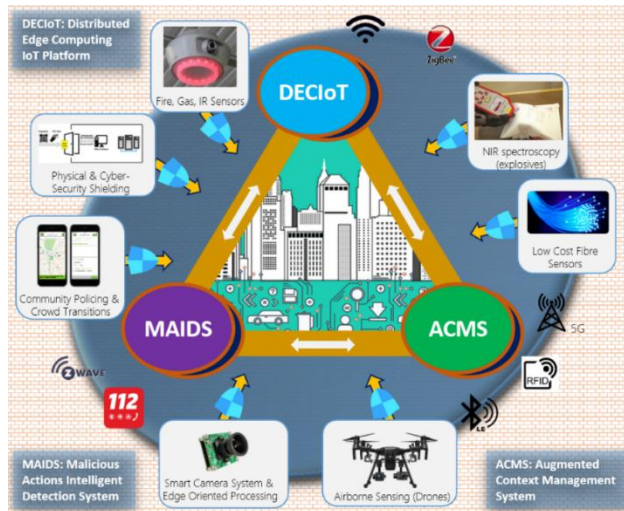 DECIoT: Distributed
Edge Computing
IoT Platform
ZigBee
DECIoT
Fire, Gas, IR Sensors
NIR spectroscopy
(explosives)
Physical & Cyber-
Security Shielding
Low Cost Fibre
Sensors
Community Policing &
Crowd Transitions
MAIDS
ACMS
5G
Z WAVE
RFID
112
LE
Smart Camera System &
Edge Oriented Processing
Airborne Sensing (Drones)
MAIDS: Malicious
Actions Intelligent
Detection System
ACMS: Augmented
Context Management
System